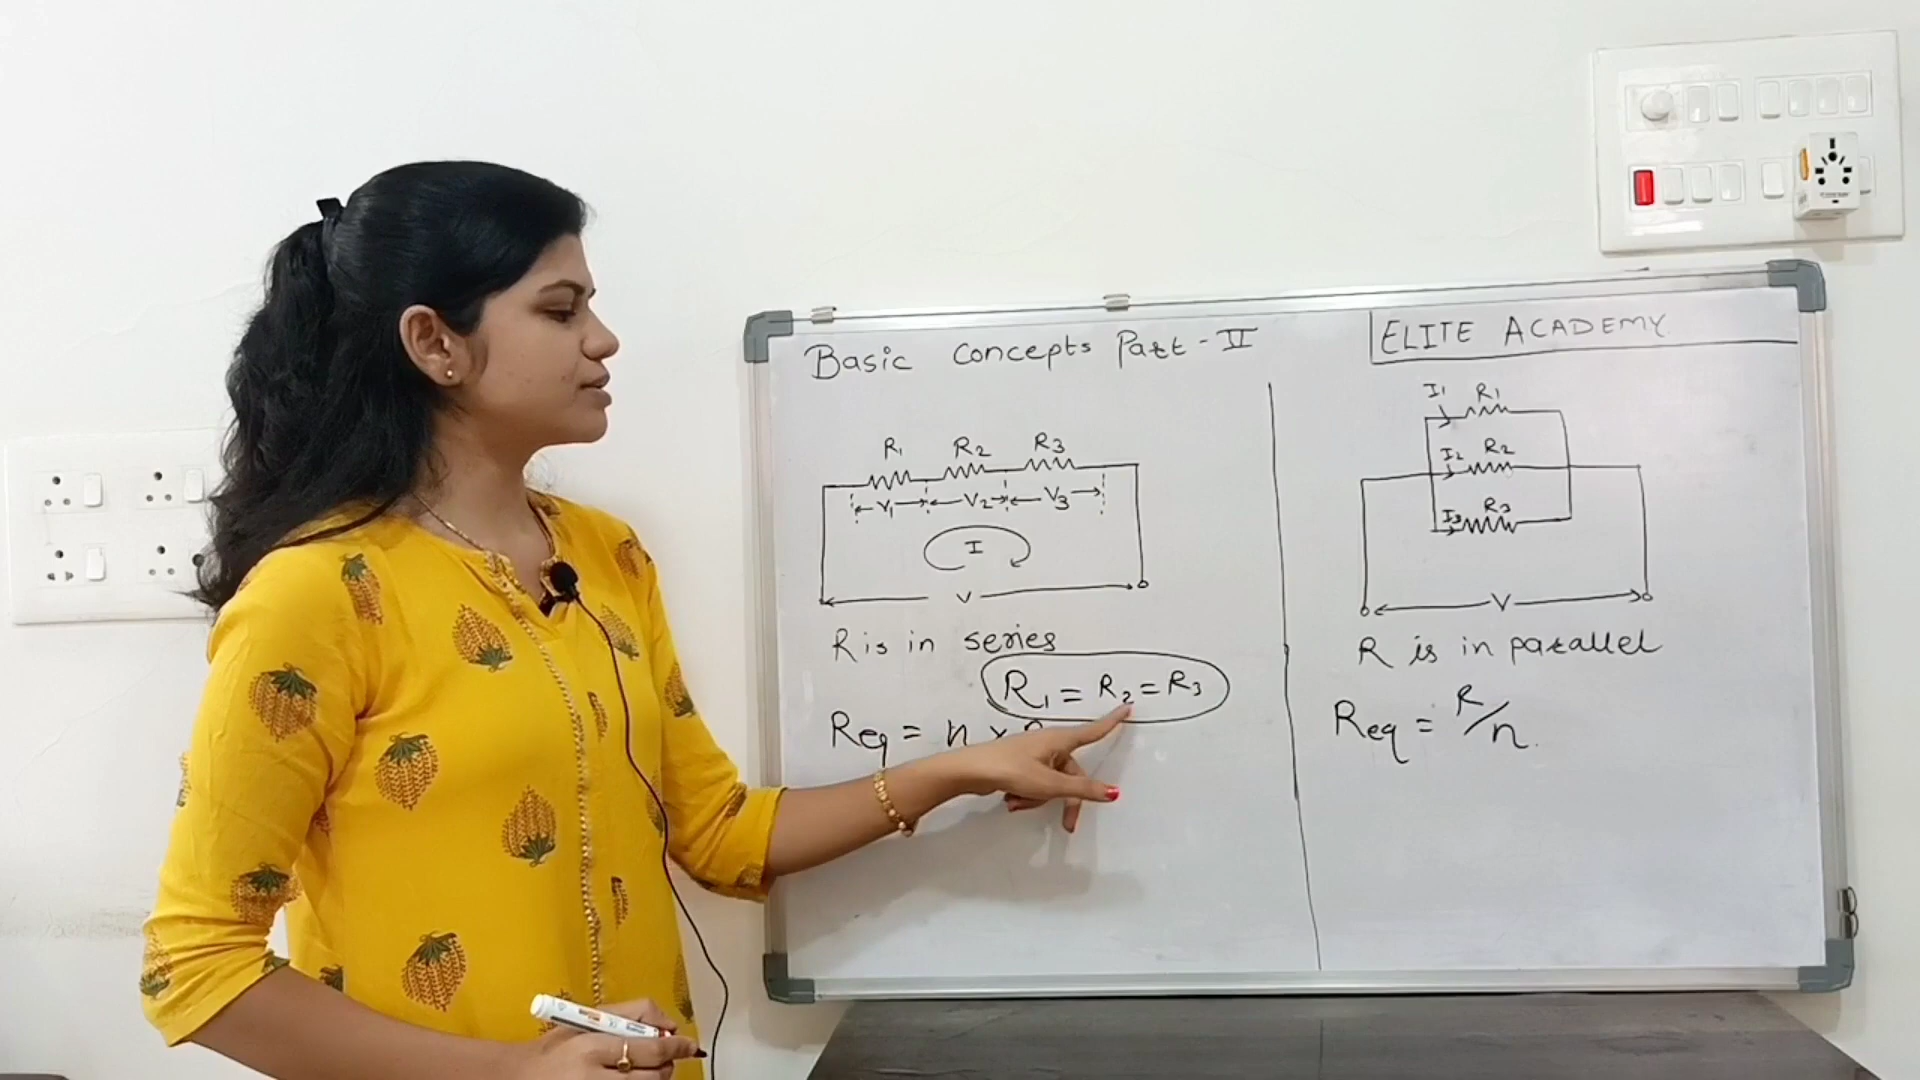 Basic Concepts Part - II
ELITE ACADEMY
R1 R2 R3
V1 V2 V3
I
V
R is in series
R1 = R2 = R3
Req = n ×
I1 R1
I2 R2
I3 R3
V
R is in parallel
Req = R/n